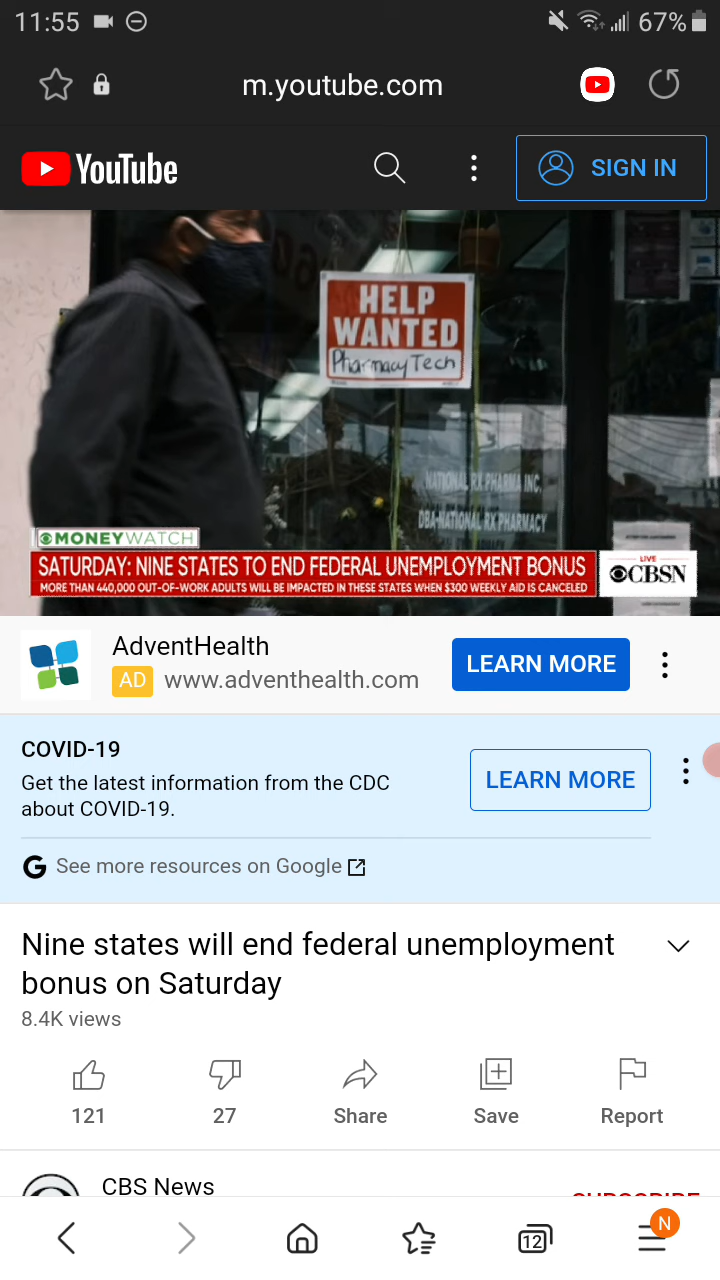 11:55
67%
m.youtube.com
YouTube
SIGN IN
HELP
WANTED
Pharmacy Tech
NATIONAL RX PHARMA INC.
DBA-NATIONAL RX PHARMACY
MONEYWATCH
SATURDAY: NINE STATES TO END FEDERAL UNEMPLOYMENT BONUS
MORE THAN 440,000 OUT-OF-WORK ADULTS WILL BE IMPACTED IN THESE STATES WHEN $300 WEEKLY AID IS CANCELED
LIVE
CBSN
AdventHealth
AD www.adventhealth.com
LEARN MORE
COVID-19
Get the latest information from the CDC
about COVID-19.
LEARN MORE
G See more resources on Google
Nine states will end federal unemployment
bonus on Saturday
8.4K views
121
27
Share
Save
Report
CBS News
SUBSCRIBE
12
N